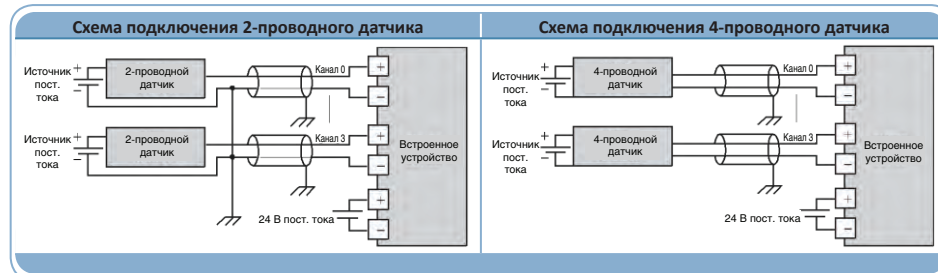 Схема подключения 2-проводного датчика
Источник
пост.
тока
+
−
2-проводной
датчик
Канал 0
+
−
Источник
пост.
тока
+
−
2-проводной
датчик
Канал 3
+
−
Встроенное
устройство
24 В пост. тока
+
−
Схема подключения 4-проводного датчика
Источник
пост.
тока
+
−
4-проводной
датчик
Канал 0
+
−
Источник
пост.
тока
+
−
4-проводной
датчик
Канал 3
+
−
Встроенное
устройство
24 В пост. тока
+
−